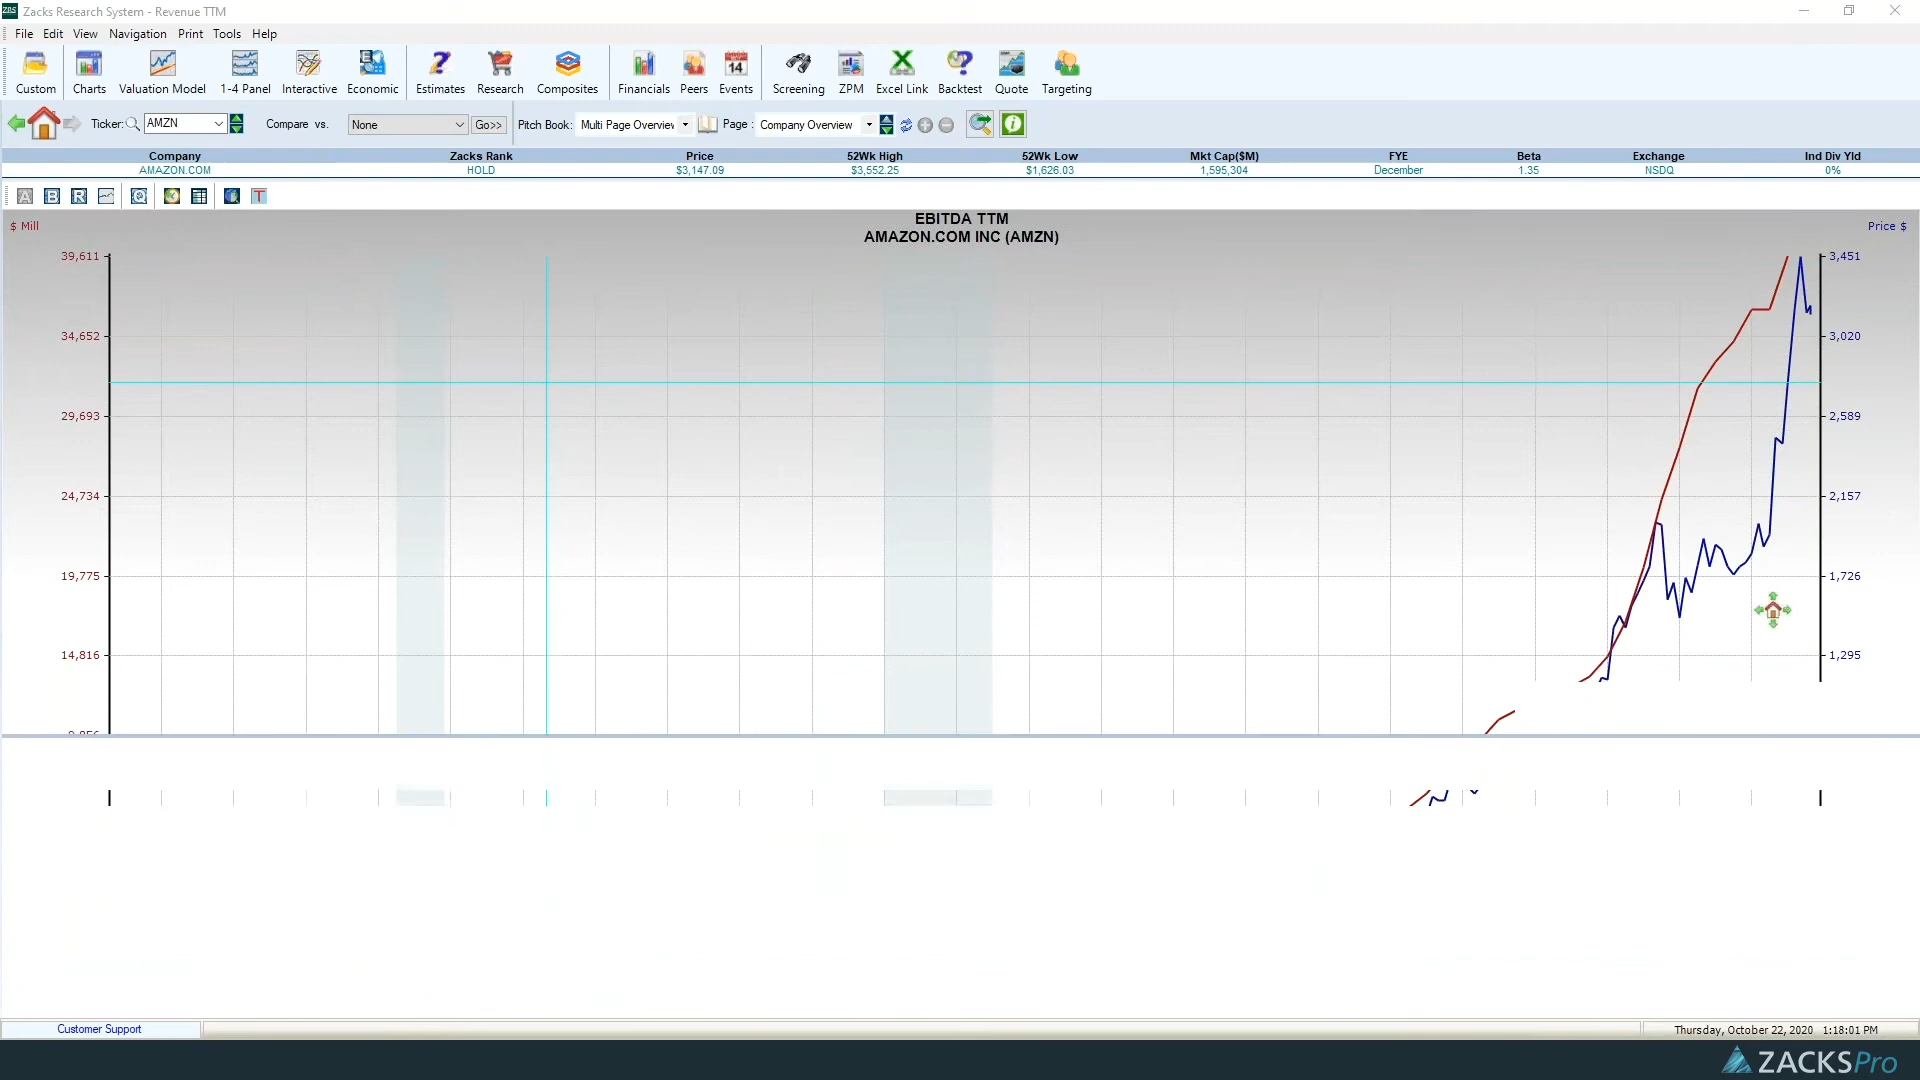 Zacks Research System - Revenue TTM
File Edit View Navigation Print Tools Help
Custom Charts Valuation Model 1-4 Panel Interactive Economic Estimates Research Composites Financials Peers Events Screening ZPM Excel Link Backtest Quote Targeting
Ticker: AMZN Compare vs. None Go>> Pitch Book: Multi Page Overview Page : Company Overview
Company Zacks Rank Price 52Wk High 52Wk Low Mkt Cap($M) FYE Beta Exchange Ind Div Yld
AMAZON.COM HOLD $3,147.09 $3,552.25 $1,626.03 1,595,304 December 1.35 NSDQ 0%
A B R Q T
EBITDA TTM
$ Mill Price $
AMAZON.COM INC (AMZN)
39,611 3,451
34,652 3,020
29,693 2,589
24,734 2,157
19,775 1,726
14,816 1,295
Customer Support Thursday, October 22, 2020 1:18:01 PM
ZACKS Pro